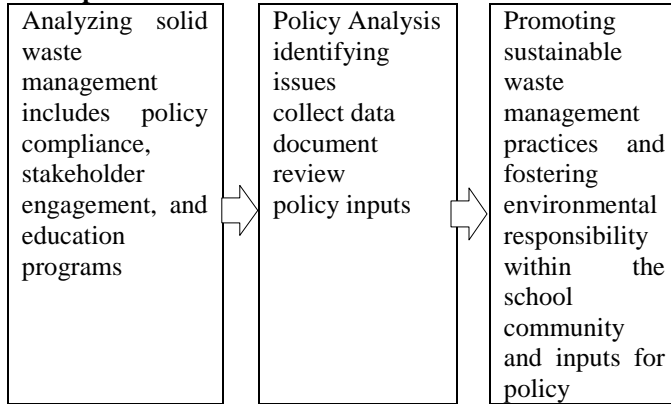 Analyzing solid
waste
management
includes policy
compliance,
stakeholder
engagement, and
education
programs
Policy Analysis
identifying
issues
collect data
document
review
policy inputs
Promoting
sustainable
waste
management
practices and
fostering
environmental
responsibility
within the
school
community
and inputs for
policy